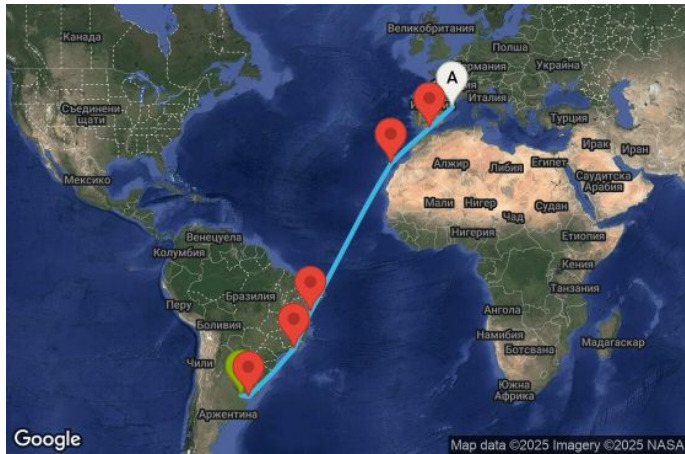 Канада
Великобритания
Полша
Германия
Украйна
Италия
Съединени
щати
Турция
Ирак
Иран
Алжир
Либия
Египет
Саудитска
Арабия
Мексико
Мали
Нигер
Чад
Судан
Нигерия
Етиопия
Венецуела
Колумбия
Кения
Танзания
Перу
Бразилия
Боливия
Ангола
Намибия
Ботсвана
Мадагаскар
Чили
Южна
Африка
Аржентина
A
Google
Map data ©2025 Imagery ©2025 NASA